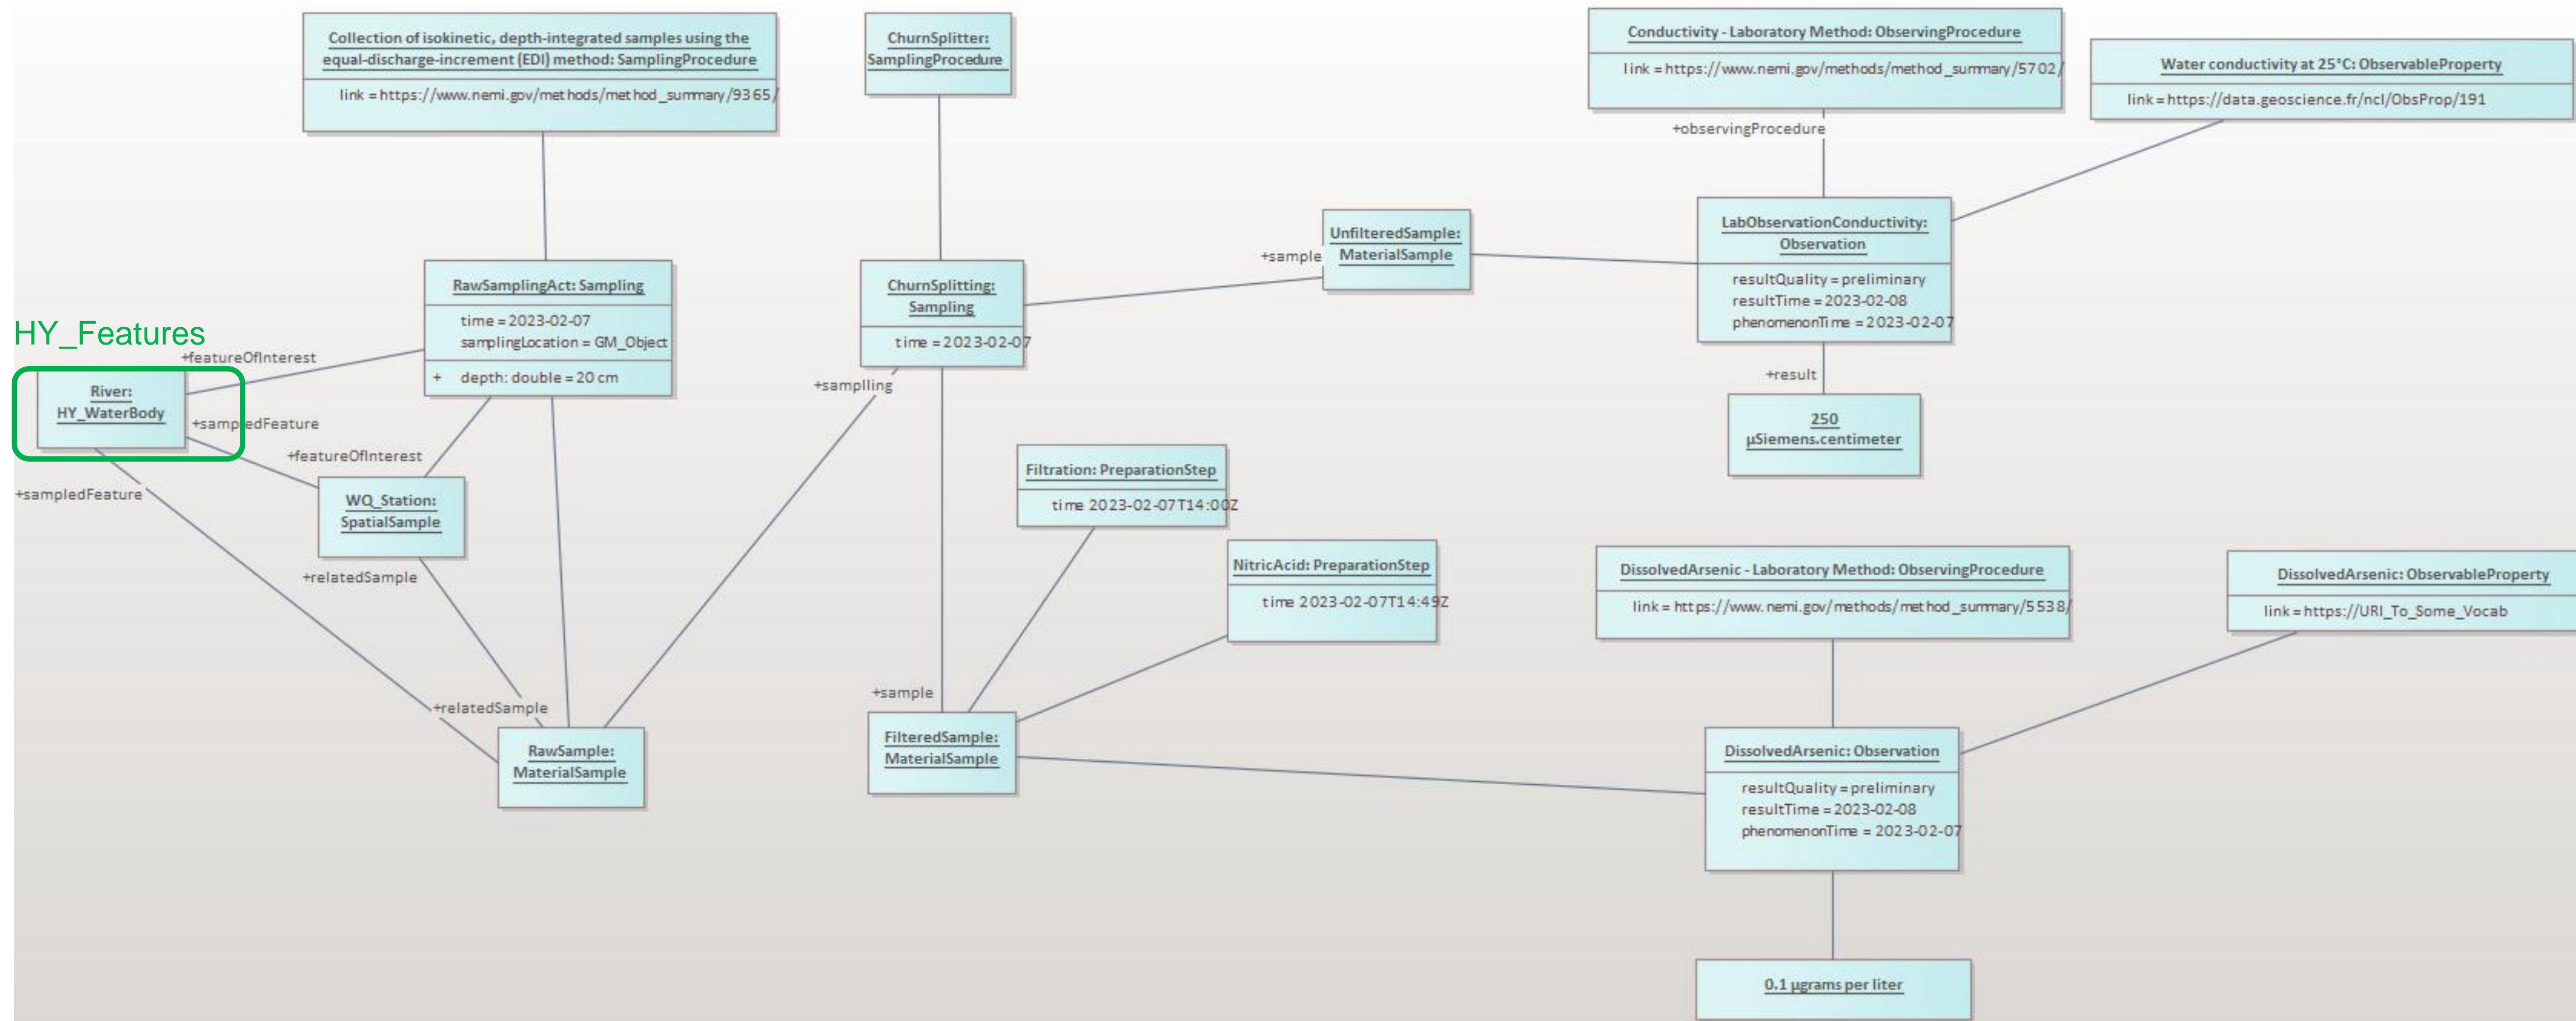 Collection of isokinetic, depth-integrated samples using the
equal-discharge-increment (EDI) method: SamplingProcedure
link = https://www.nemi.gov/methods/method_summary/9365/
ChurnSplitter:
SamplingProcedure
Conductivity - Laboratory Method: ObservingProcedure
link = https://www.nemi.gov/methods/method_summary/5702/
Water conductivity at 25°C: ObservableProperty
link = https://data.geoscience.fr/ncl/ObsProp/191
+observingProcedure
RawSamplingAct: Sampling
time = 2023-02-07
samplingLocation = GM_Object
+ depth: double = 20 cm
ChurnSplitting:
Sampling
time = 2023-02-07
+sample
UnfilteredSample:
MaterialSample
LabObservationConductivity:
Observation
resultQuality = preliminary
resultTime = 2023-02-08
phenomenonTime = 2023-02-07
+result
250
µSiemens.centimeter
HY_Features
+featureOfInterest
River:
HY_WaterBody
+sampledFeature
+featureOfInterest
+sampledFeature
WQ_Station:
SpatialSample
+relatedSample
+relatedSample
RawSample:
MaterialSample
+samplling
Filtration: PreparationStep
time 2023-02-07T14:00Z
NitricAcid: PreparationStep
time 2023-02-07T14:49Z
+sample
FilteredSample:
MaterialSample
DissolvedArsenic - Laboratory Method: ObservingProcedure
link = https://www.nemi.gov/methods/method_summary/5538/
DissolvedArsenic: ObservableProperty
link = https://URI_To_Some_Vocab
DissolvedArsenic: Observation
resultQuality = preliminary
resultTime = 2023-02-08
phenomenonTime = 2023-02-07
0.1 µgrams per liter